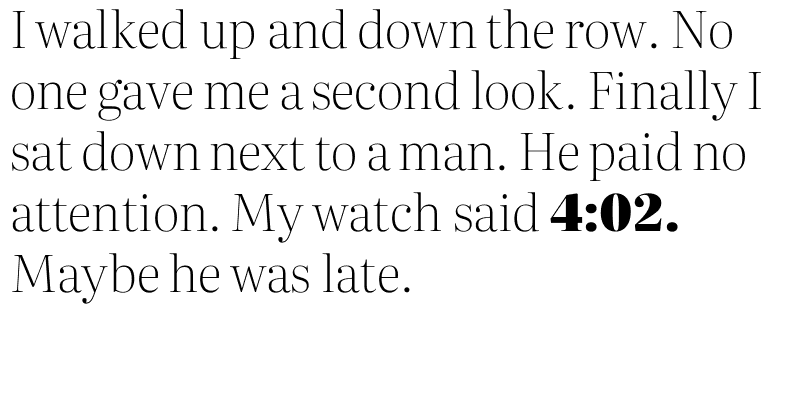 I walked up and down the row. No
one gave me a second look. Finally I
sat down next to a man. He paid no
attention. My watch said 4:02.
Maybe he was late.